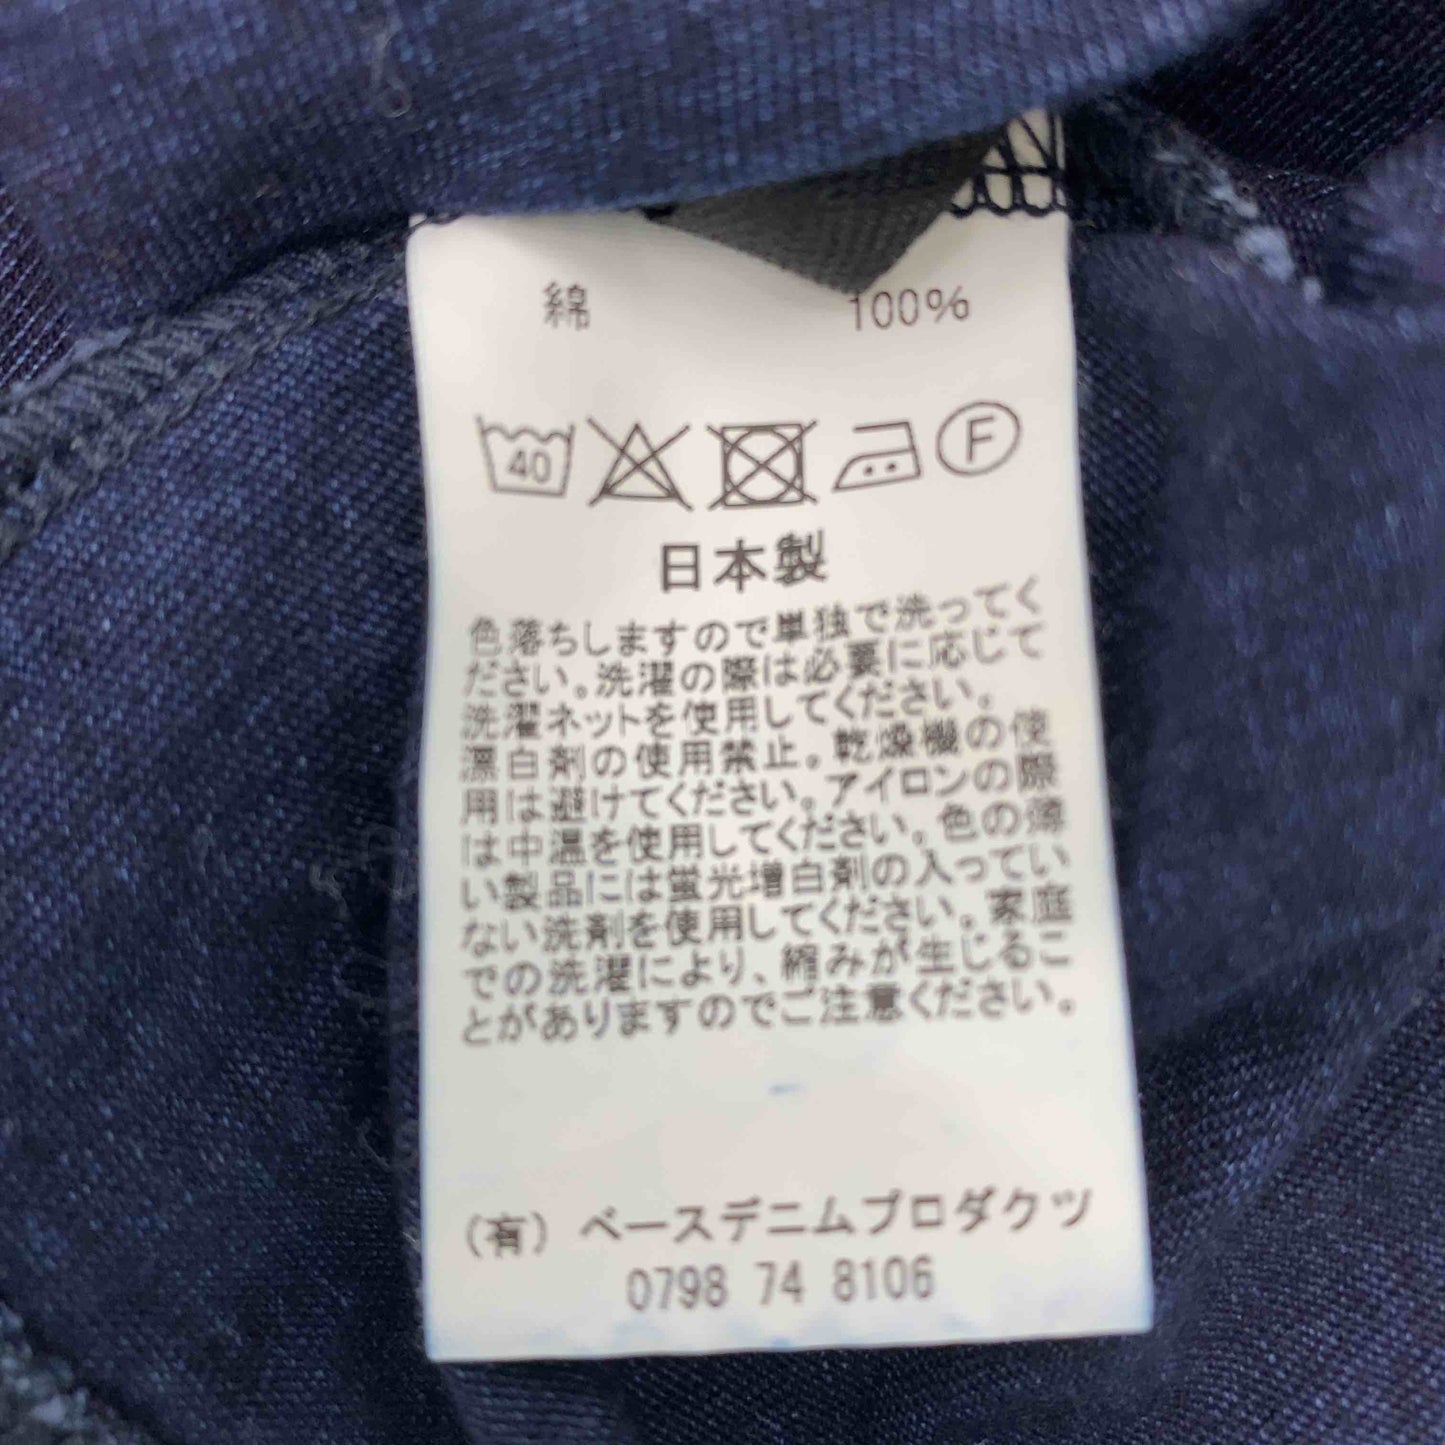 綿 100%
40 F
日本製
色落ちしますので単独で洗ってく
ださい。洗濯の際は必要に応じて
洗濯ネットを使用してください。
漂白剤の使用禁止。乾燥機の使
用は避けてください。アイロンの際
は中温を使用してください。色の薄
い製品には蛍光増白剤の入ってい
ない洗剤を使用してください。家庭
での洗濯により、縮みが生じるこ
とがありますのでご注意ください。
(有) ベースデニムプロダクツ
0798 74 8106